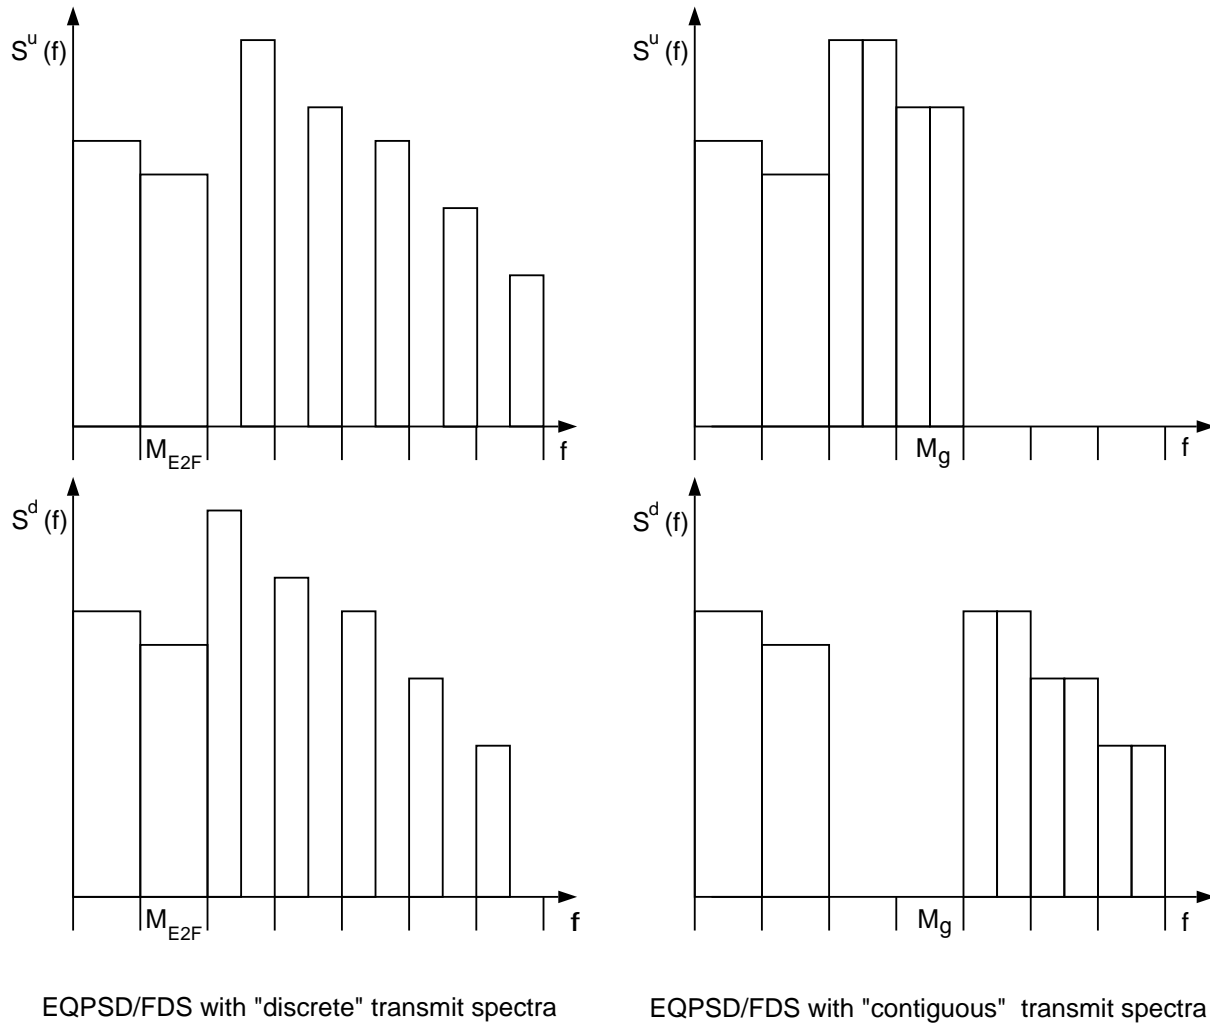 S^u (f)
S^u (f)
M_E2F
f
M_g
f
S^d (f)
S^d (f)
M_E2F
f
M_g
f
EQPSD/FDS with "discrete" transmit spectra
EQPSD/FDS with "contiguous" transmit spectra